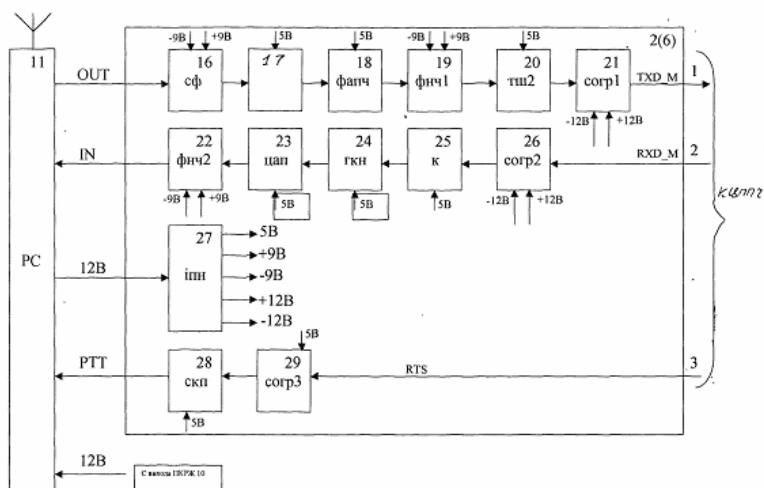 -9В +9В 5В 5В -9В +9В 5В 2(6)
11 16 17 18 19 20 21
OUT сф фапч фнч1 тш2 согр1 TXD_M 1
-12В +12В
22 23 24 25 26
IN фнч2 цап гкн к согр2 RXD_M 2
-9В +9В 5В 5В 5В -12В +12В
кцппч
27
PC 12В іпн
5В
+9В
-9В
+12В
-12В
5В
28 29
PTT скп согр3 RTS 3
5В
12В
С выхода ПКРЖ 10